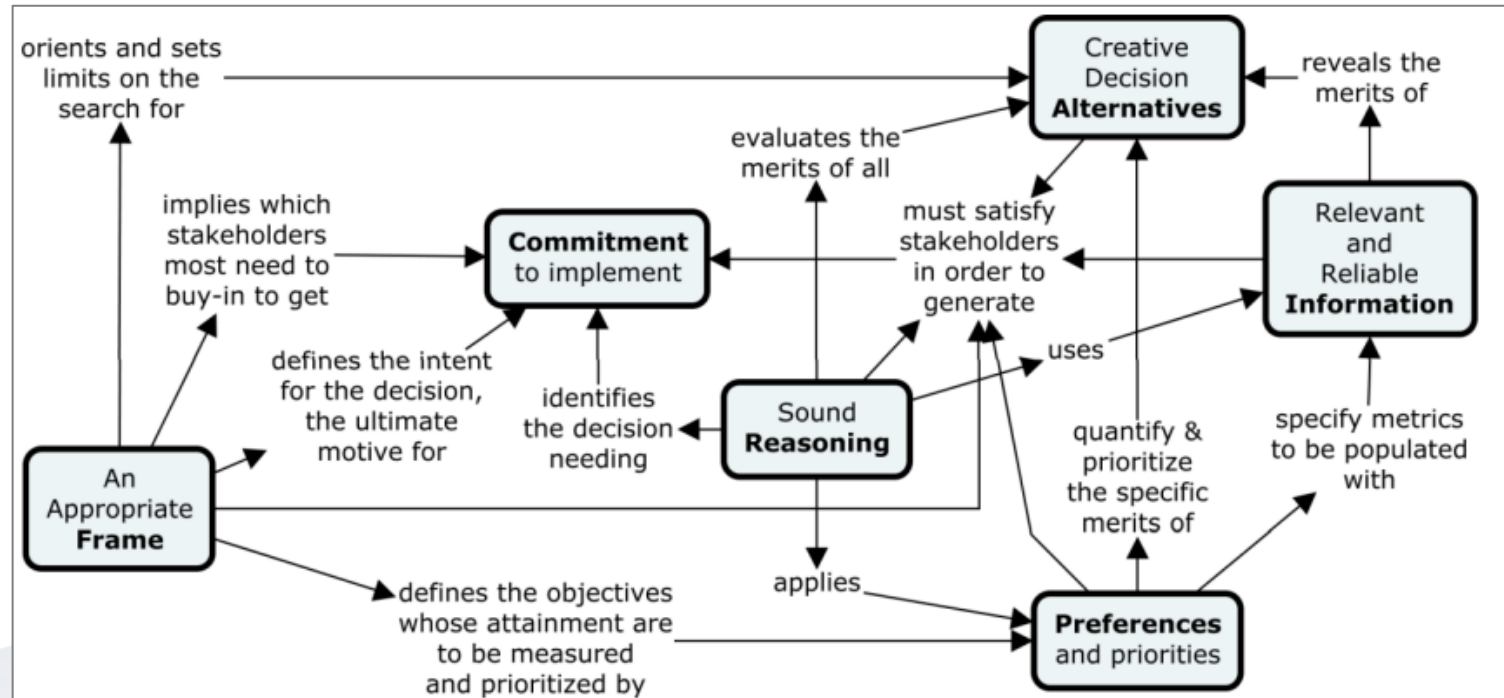 orients and sets
limits on the
search for
Creative
Decision
Alternatives
reveals the
merits of
evaluates the
merits of all
implies which
stakeholders
most need to
buy-in to get
Commitment
to implement
must satisfy
stakeholders
in order to
generate
Relevant
and
Reliable
Information
defines the intent
for the decision,
the ultimate
motive for
identifies
the decision
needing
uses
Sound
Reasoning
quantify &
prioritize
the specific
merits of
specify metrics
to be populated
with
An
Appropriate
Frame
applies
defines the objectives
whose attainment are
to be measured
and prioritized by
Preferences
and priorities